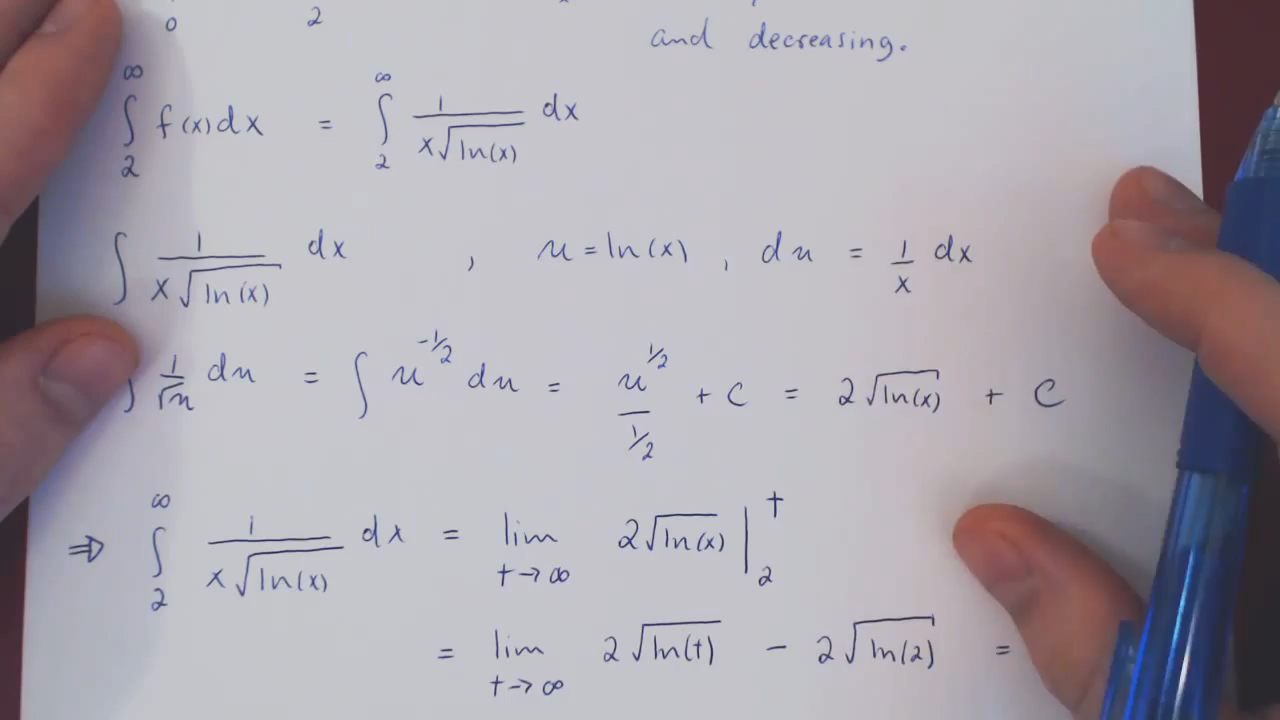 0 2
and decreasing.
∫₂^∞ f(x)dx = ∫₂^∞ 1/(x√ln(x)) dx
∫ 1/(x√ln(x)) dx , u = ln(x) , du = 1/x dx
∫ 1/√u du = ∫ u^(-1/2) du = u^(1/2)/(1/2) + C = 2√ln(x) + C
⇒ ∫₂^∞ 1/(x√ln(x)) dx = lim t→∞ 2√ln(x) |₂^t
= lim t→∞ 2√ln(t) - 2√ln(2) =